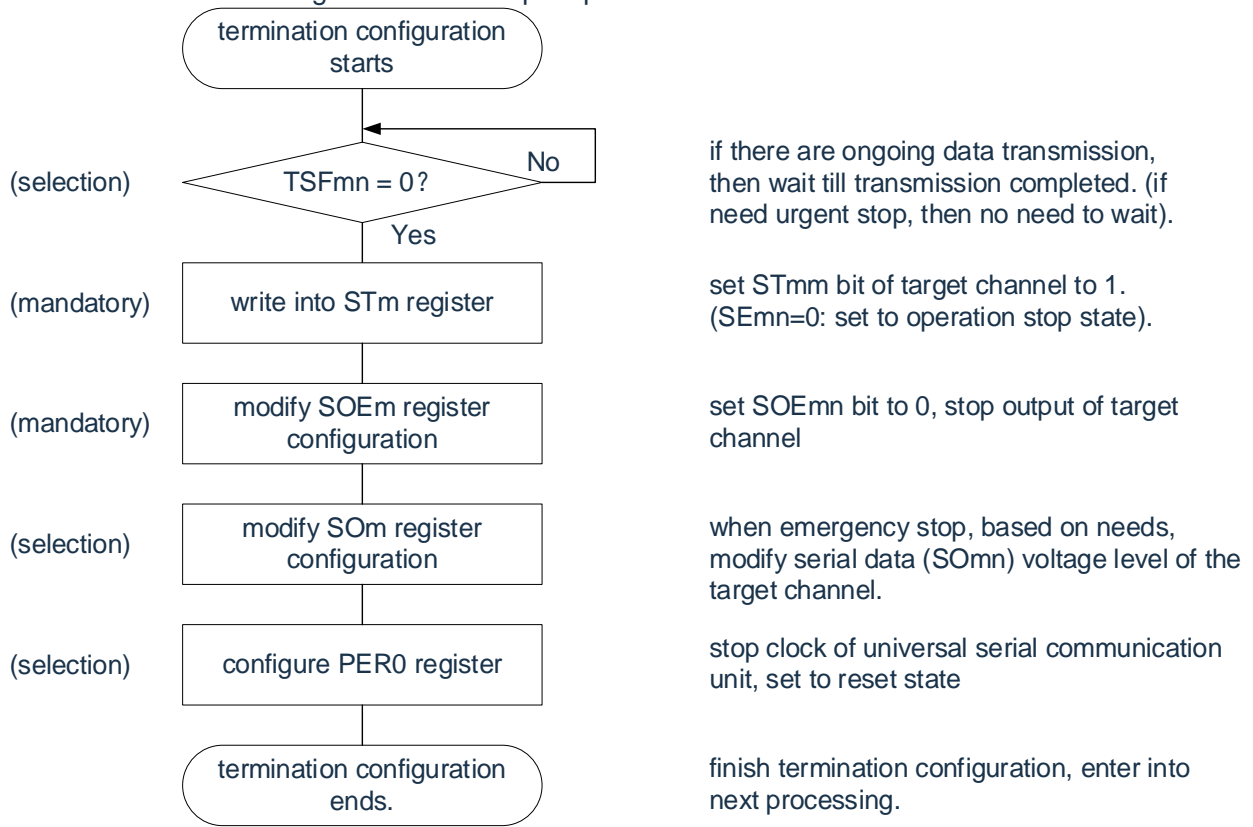 termination configuration
starts
(selection)
TSFmn = 0?
No
Yes
if there are ongoing data transmission,
then wait till transmission completed. (if
need urgent stop, then no need to wait).
(mandatory)
write into STm register
set STmm bit of target channel to 1.
(SEmn=0: set to operation stop state).
(mandatory)
modify SOEm register
configuration
set SOEmn bit to 0, stop output of target
channel
(selection)
modify SOm register
configuration
when emergency stop, based on needs,
modify serial data (SOmn) voltage level of the
target channel.
(selection)
configure PER0 register
stop clock of universal serial communication
unit, set to reset state
termination configuration
ends.
finish termination configuration, enter into
next processing.